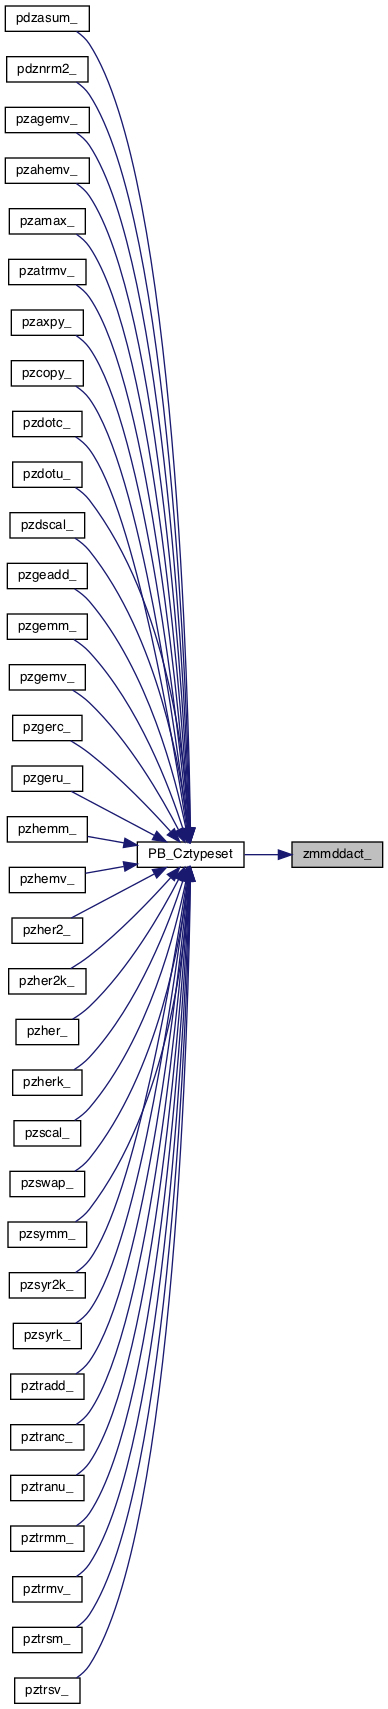 pdzasum_
pdznrm2_
pzagemv_
pzahemv_
pzamax_
pzatrmv_
pzaxpy_
pzcopy_
pzdotc_
pzdotu_
pzdscal_
pzgeadd_
pzgemm_
pzgemv_
pzgerc_
pzgeru_
pzhemm_
PB_Cztypeset
zmmddact_
pzhemv_
pzher2_
pzher2k_
pzher_
pzherk_
pzscal_
pzswap_
pzsymm_
pzsyr2k_
pzsyrk_
pztradd_
pztranc_
pztranu_
pztrmm_
pztrmv_
pztrsm_
pztrsv_